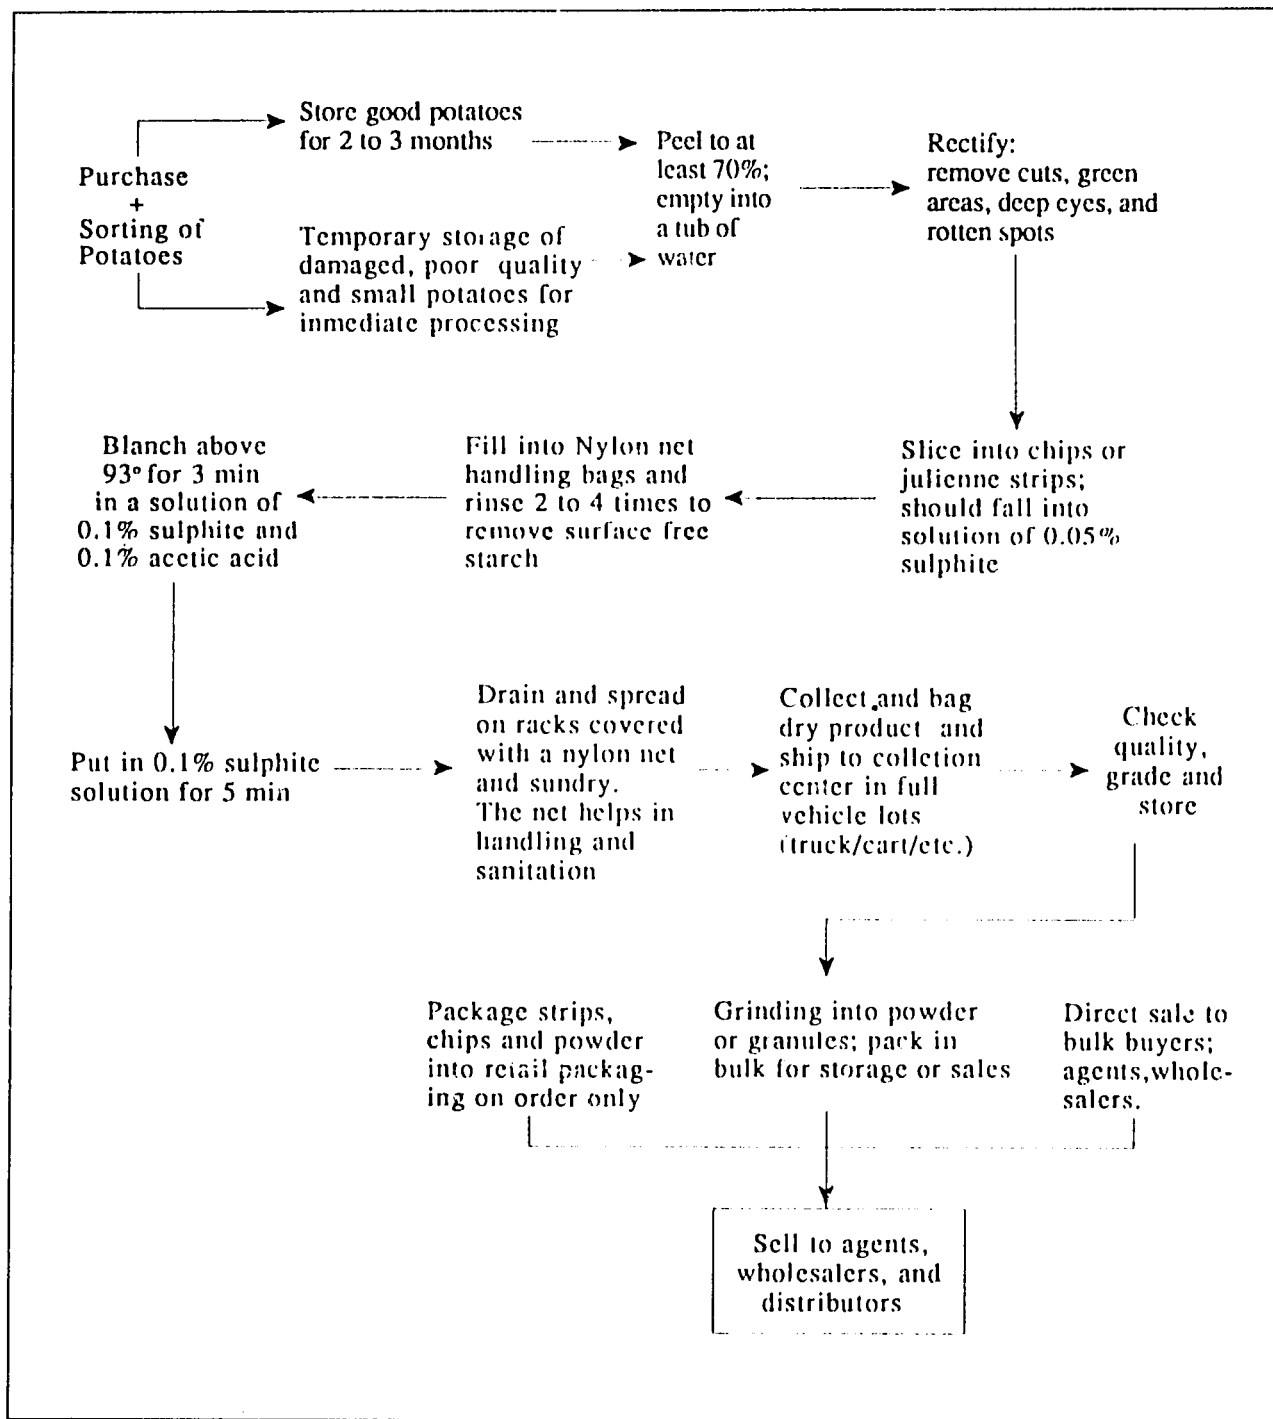 Purchase
+
Sorting of
Potatoes
Store good potatoes
for 2 to 3 months
Temporary storage of
damaged, poor quality
and small potatoes for
inmediate processing
Peel to at
least 70%;
empty into
a tub of
water
Rectify:
remove cuts, green
areas, deep eyes, and
rotten spots
Slice into chips or
julienne strips;
should fall into
solution of 0.05%
sulphite
Fill into Nylon net
handling bags and
rinse 2 to 4 times to
remove surface free
starch
Blanch above
93° for 3 min
in a solution of
0.1% sulphite and
0.1% acetic acid
Put in 0.1% sulphite
solution for 5 min
Drain and spread
on racks covered
with a nylon net
and sundry.
The net helps in
handling and
sanitation
Collect and bag
dry product and
ship to colletion
center in full
vehicle lots
(truck/cart/etc.)
Check
quality,
grade and
store
Package strips,
chips and powder
into retail packag-
ing on order only
Grinding into powder
or granules; pack in
bulk for storage or sales
Direct sale to
bulk buyers;
agents, whole-
salers.
Sell to agents,
wholesalers, and
distributors